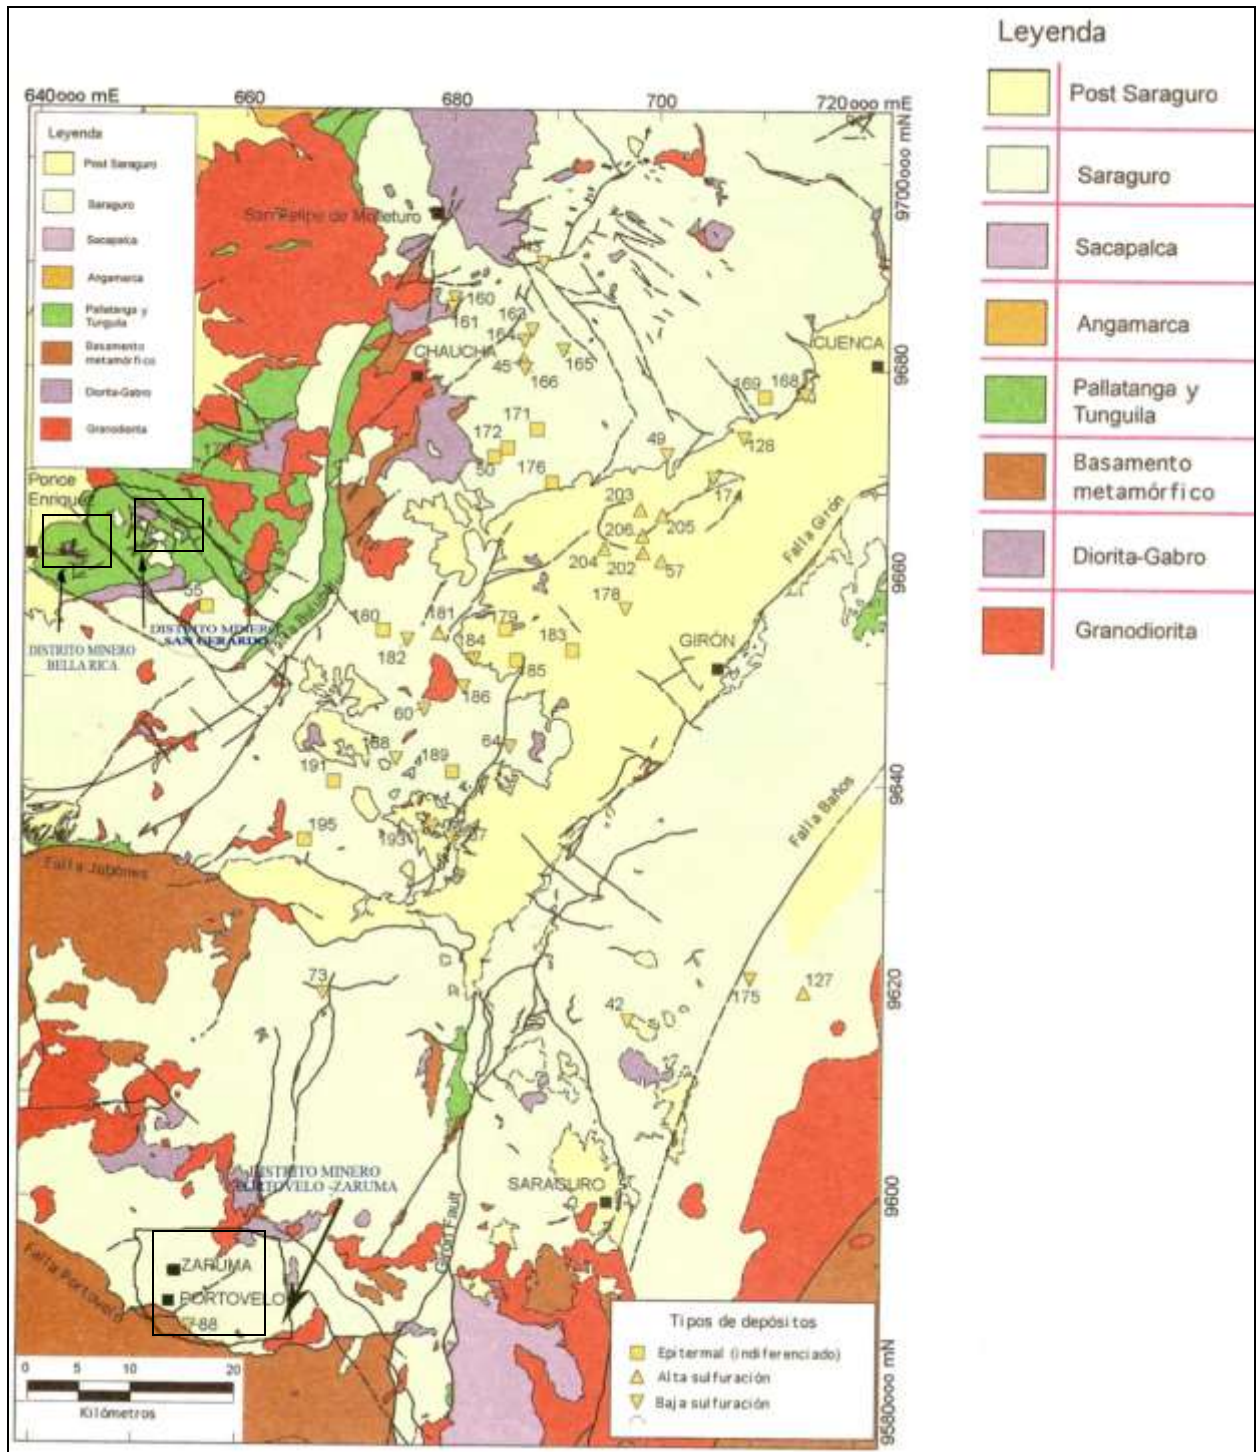 Leyenda
Post Saraguro
Saraguro
Sacapalca
Angamarca
Pallatanga y
Tunguila
Basamento
metamórfico
Diorita-Gabro
Granodiorita
640000 mE
660
680
700
720000 mE
Leyenda
Post Saraguro
Saraguro
Sacapalca
Angamarca
Pallatanga y
Tunguila
Basamento
metamórfico
Diorita-Gabro
Granodiorita
9700000 mN
San Felipe de Molleturo
160
161
163
164
165
CHAUCHA
45
166
CUENCA
9680
169
168
171
172
50
176
49
128
174
Ponce
Enriquez
203
206
205
204
202
57
Falla Girón
9660
178
55
DISTRITO MINERO
SAN GERARDO
DISTRITO MINERO
BELLA RICA
160
181
179
182
184
183
185
GIRÓN
186
60
64
189
191
9640
Falla Baños
195
193
Falla Jubones
73
175
127
9620
42
DISTRITO MINERO
PORTOVELO -ZARUMA
SARAGURO
9600
Girón Fault
ZARUMA
PORTOVELO
88
Falla Portovelo
Tipos de depósitos
Epitermal (indiferenciado)
Alta sulfuración
Baja sulfuración
0 5 10 20
Kilómetros
9580000 mN